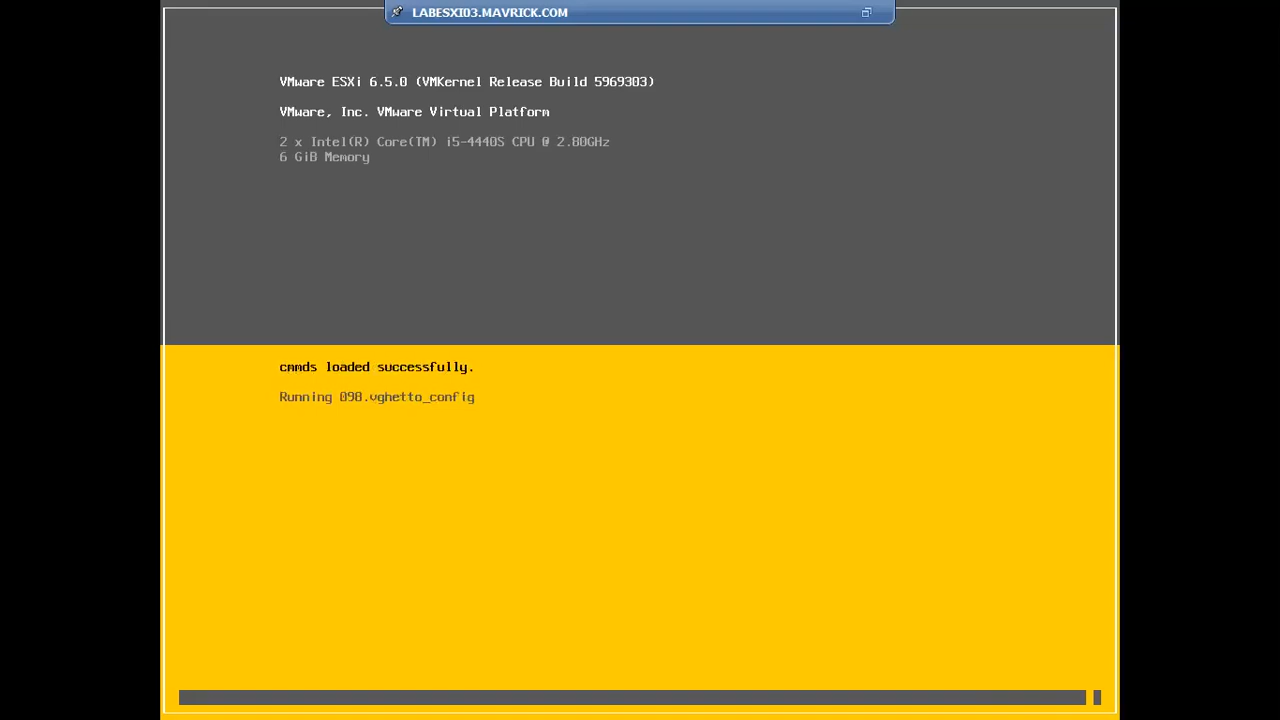 LABESXI03.MAVRICK.COM
VMware ESXi 6.5.0 (VMKernel Release Build 5969303)
VMware, Inc. VMware Virtual Platform
2 x Intel(R) Core(TM) i5-4440S CPU @ 2.80GHz
6 GiB Memory
cmmds loaded successfully.
Running 098.vghetto_config